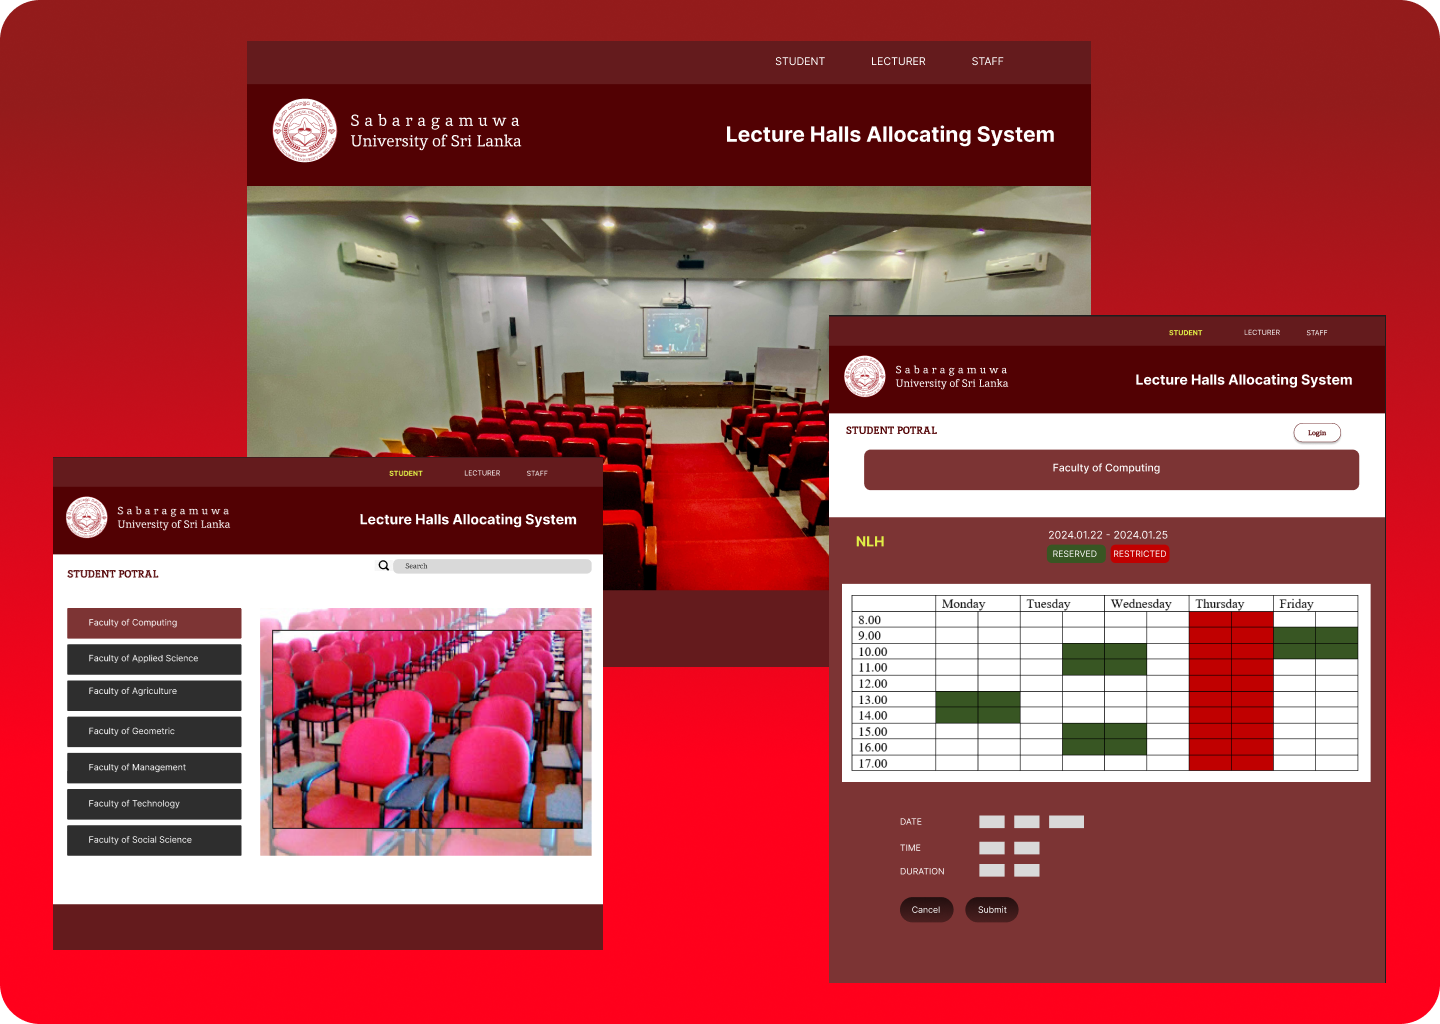 STUDENT LECTURER STAFF
Sabaragamuwa
University of Sri Lanka
Lecture Halls Allocating System
STUDENT LECTURER STAFF
Sabaragamuwa
University of Sri Lanka
Lecture Halls Allocating System
STUDENT POTRAL
Search
Faculty of Computing
Faculty of Applied Science
Faculty of Agriculture
Faculty of Geometric
Faculty of Management
Faculty of Technology
Faculty of Social Science
STUDENT LECTURER STAFF
Sabaragamuwa
University of Sri Lanka
Lecture Halls Allocating System
STUDENT POTRAL
Login
Faculty of Computing
NLH
2024.01.22 - 2024.01.25
RESERVED RESTRICTED
Monday Tuesday Wednesday Thursday Friday
8.00
9.00
10.00
11.00
12.00
13.00
14.00
15.00
16.00
17.00
DATE
TIME
DURATION
Cancel Submit